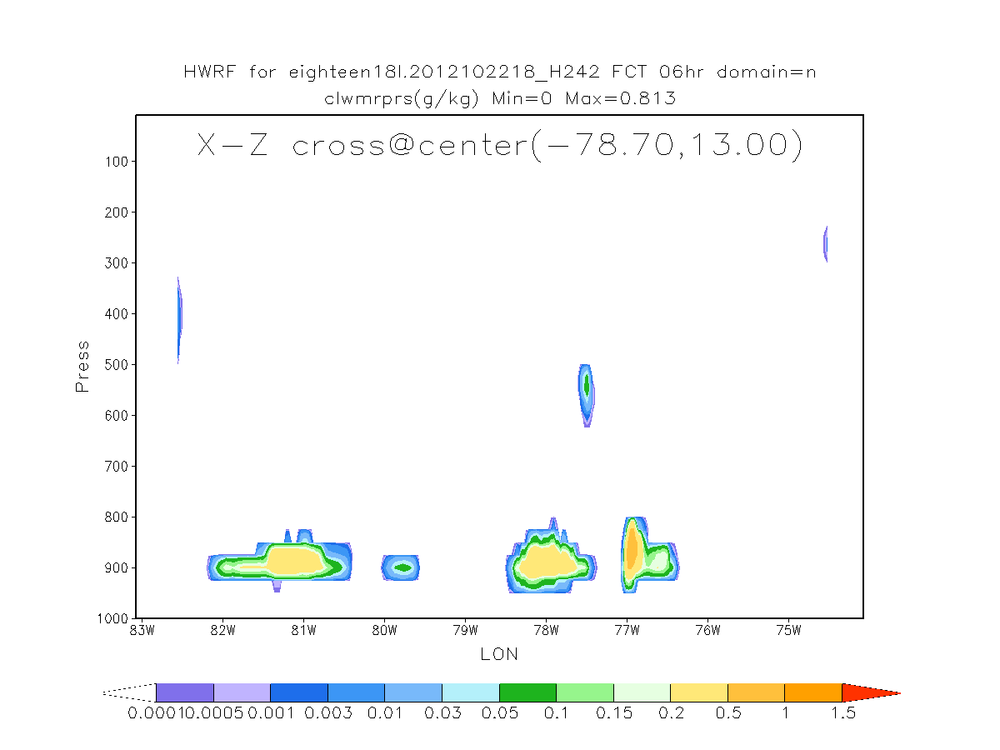 HWRF for eighteen18l.2012102218_H242 FCT 06hr domain=n
clwmrprs(g/kg) Min=0 Max=0.813
X-Z cross@center(-78.70,13.00)
100
200
300
400
500
600
700
800
900
1000
Press
83W 82W 81W 80W 79W 78W 77W 76W 75W
LON
0.0001 0.0005 0.001 0.003 0.01 0.03 0.05 0.1 0.15 0.2 0.5 1 1.5